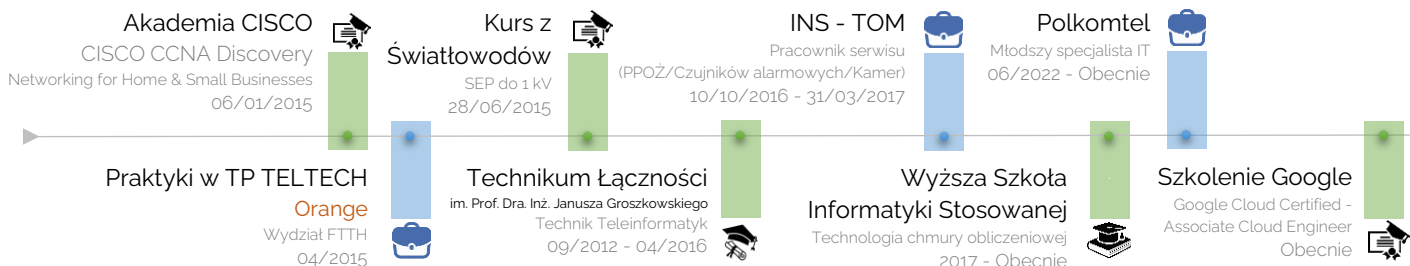 Akademia CISCO
CISCO CCNA Discovery
Networking for Home & Small Businesses
06/01/2015
Praktyki w TP TELTECH
Orange
Wydział FTTH
04/2015
Kurs z
Światłowodów
SEP do 1 kV
28/06/2015
Technikum Łączności
im. Prof. Dra. Inż. Janusza Groszkowskiego
Technik Teleinformatyk
09/2012 - 04/2016
INS - TOM
Pracownik serwisu
(PPOŻ/Czujników alarmowych/Kamer)
10/10/2016 - 31/03/2017
Wyższa Szkoła
Informatyki Stosowanej
Technologia chmury obliczeniowej
2017 - Obecnie
Polkomtel
Młodszy specjalista IT
06/2022 - Obecnie
Szkolenie Google
Google Cloud Certified -
Associate Cloud Engineer
Obecnie